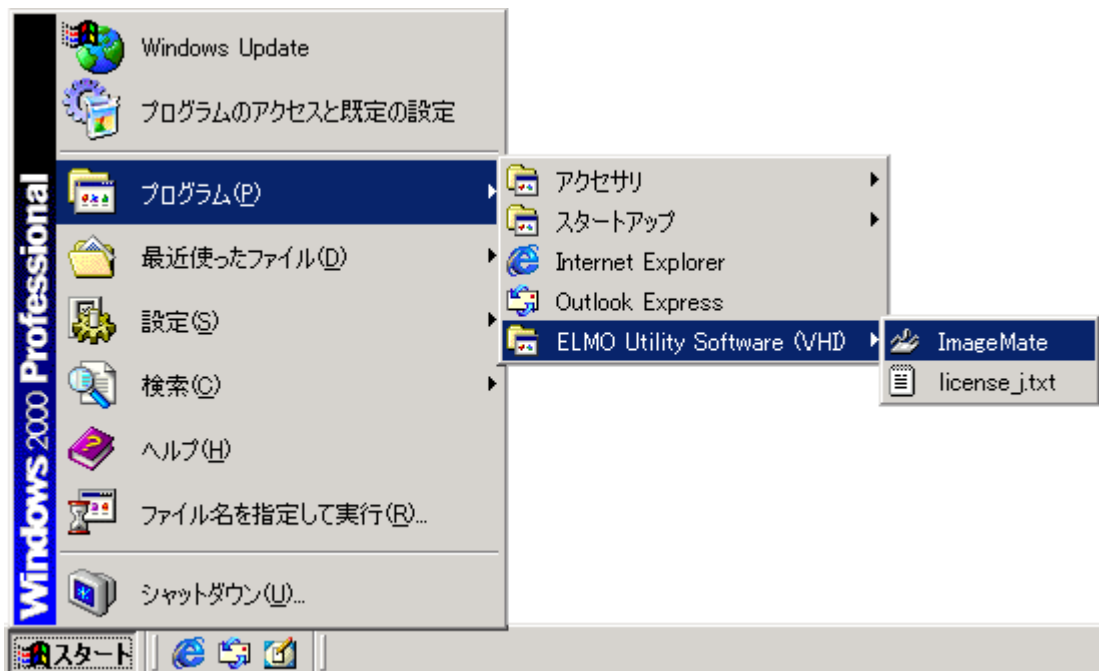 Windows 2000 Professional
Windows Update
プログラムのアクセスと既定の設定
プログラム(P)
最近使ったファイル(D)
設定(S)
検索(C)
ヘルプ(H)
ファイル名を指定して実行(R)...
シャットダウン(U)...
アクセサリ
スタートアップ
Internet Explorer
Outlook Express
ELMO Utility Software (VHI)
ImageMate
license_j.txt
スタート